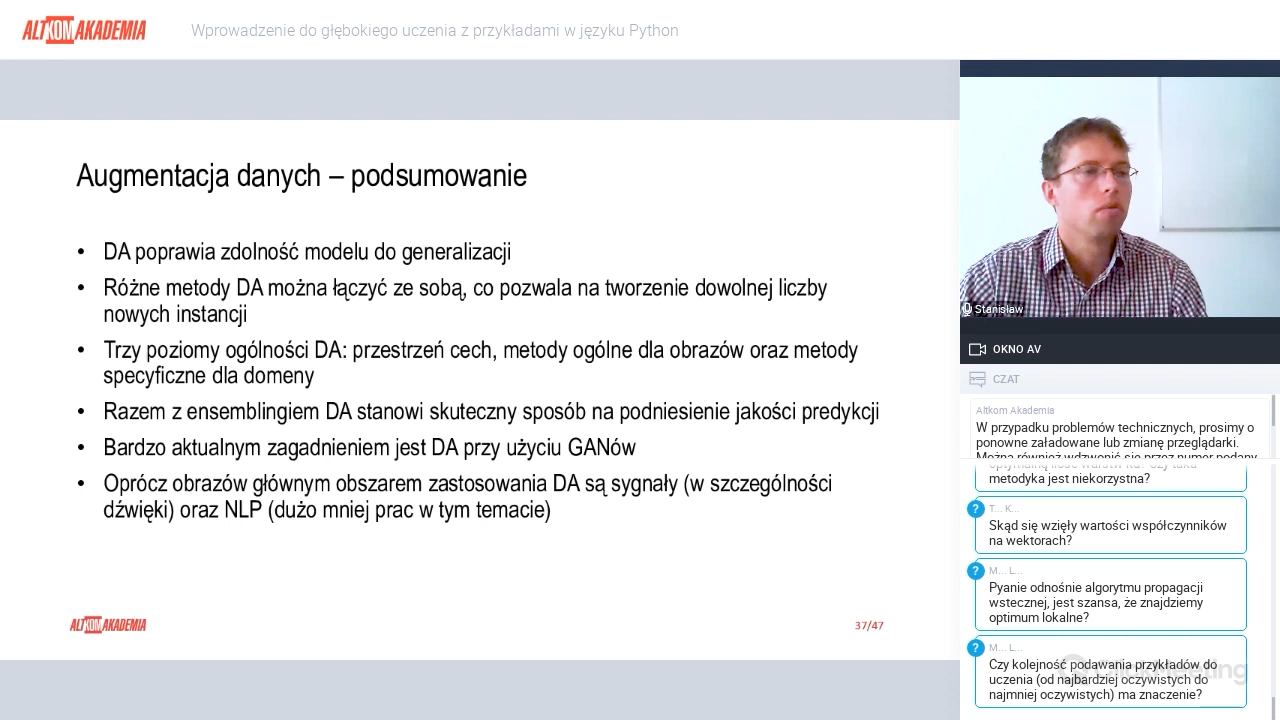 ALTKOM AKADEMIA
Wprowadzenie do głębokiego uczenia z przykładami w języku Python
Augmentacja danych – podsumowanie
• DA poprawia zdolność modelu do generalizacji
• Różne metody DA można łączyć ze sobą, co pozwala na tworzenie dowolnej liczby
nowych instancji
• Trzy poziomy ogólności DA: przestrzeń cech, metody ogólne dla obrazów oraz metody
specyficzne dla domeny
• Razem z ensemblingiem DA stanowi skuteczny sposób na podniesienie jakości predykcji
• Bardzo aktualnym zagadnieniem jest DA przy użyciu GANów
• Oprócz obrazów głównym obszarem zastosowania DA są sygnały (w szczególności
dźwięki) oraz NLP (dużo mniej prac w tym temacie)
ALTKOM AKADEMIA
37/47
Stanisław
OKNO AV
CZAT
Altkom Akademia
W przypadku problemów technicznych, prosimy o
ponowne załadowane lub zmianę przeglądarki.
Można również wdzwonić się przez numer podany
metodyka jest niekorzystna?
? T... K...
Skąd się wzięły wartości współczynników
na wektorach?
? M... L...
Pyanie odnośnie algorytmu propagacji
wstecznej, jest szansa, że znajdziemy
optimum lokalne?
? M... L...
Czy kolejność podawania przykładów do
uczenia (od najbardziej oczywistych do
najmniej oczywistych) ma znaczenie?
ClickMeeting